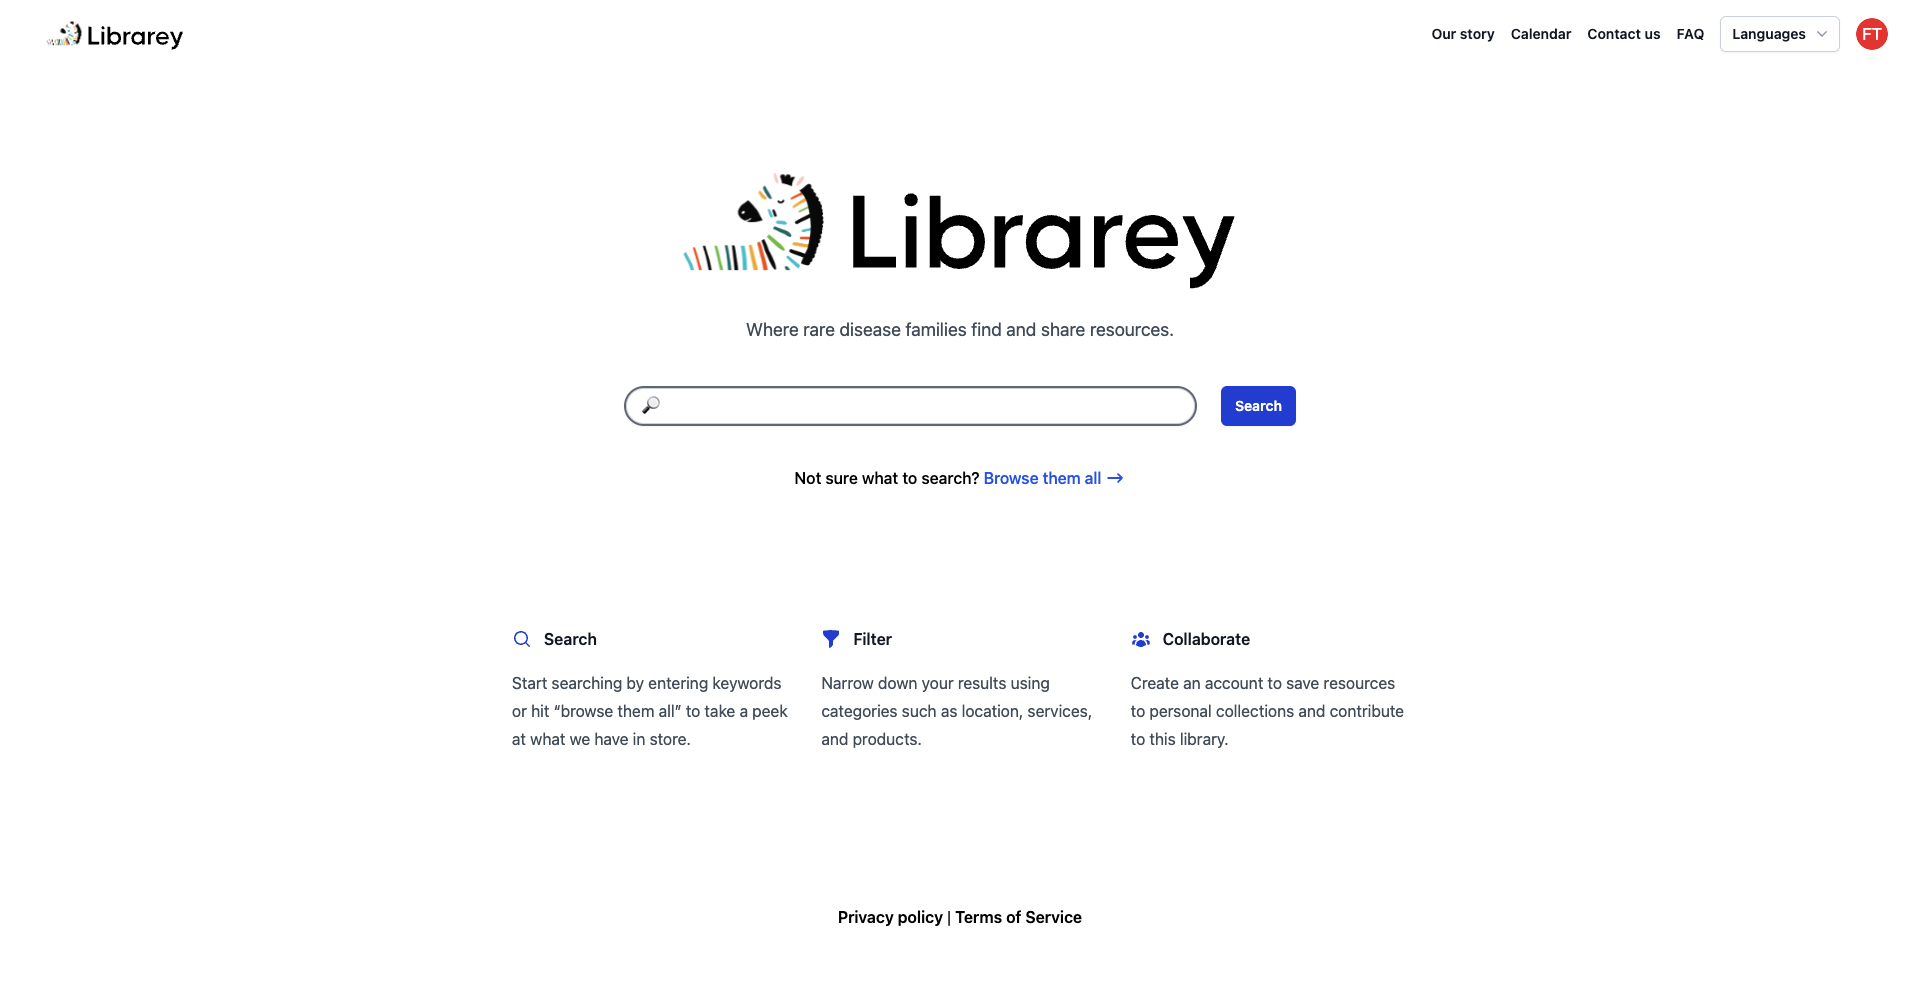 Librarey
Our story
Calendar
Contact us
FAQ
Languages
FT
Librarey
Where rare disease families find and share resources.
Search
Not sure what to search? Browse them all →
Search
Start searching by entering keywords
or hit “browse them all” to take a peek
at what we have in store.
Filter
Narrow down your results using
categories such as location, services,
and products.
Collaborate
Create an account to save resources
to personal collections and contribute
to this library.
Privacy policy | Terms of Service